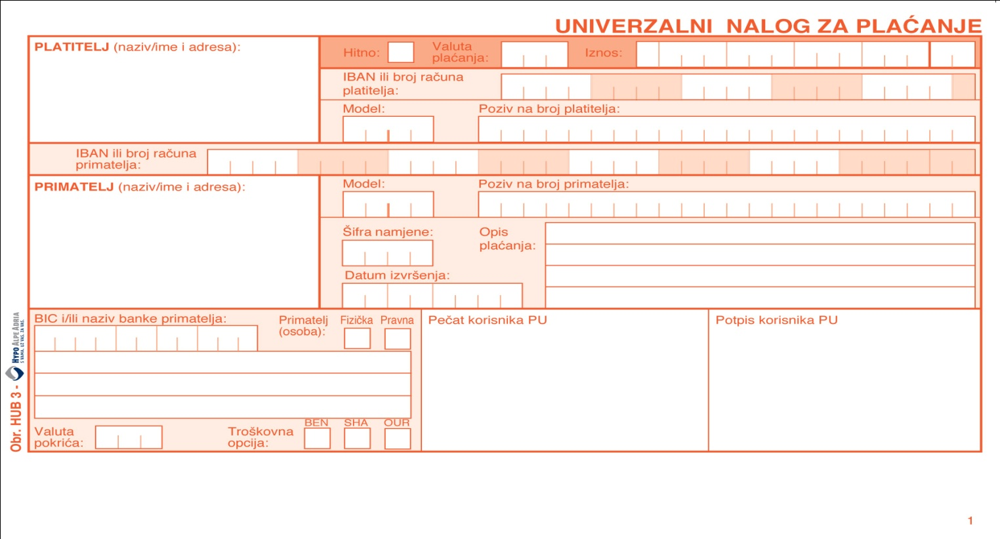 UNIVERZALNI NALOG ZA PLAĆANJE
PLATITELJ (naziv/ime i adresa):
Hitno:
Valuta
plaćanja:
Iznos:
IBAN ili broj računa
platitelja:
Model:
Poziv na broj platitelja:
IBAN ili broj računa
primatelja:
PRIMATELJ (naziv/ime i adresa):
Model:
Poziv na broj primatelja:
Šifra namjene:
Opis
plaćanja:
Datum izvršenja:
BIC i/ili naziv banke primatelja:
Primatelj
(osoba):
Fizička
Pravna
Pečat korisnika PU
Potpis korisnika PU
Valuta
pokrića:
Troškovna
opcija:
BEN
SHA
OUR
Obr. HUB 3 -
HYPO ALPE ADRIA
S VAMA. UZ VAS. ZA VAS.
1